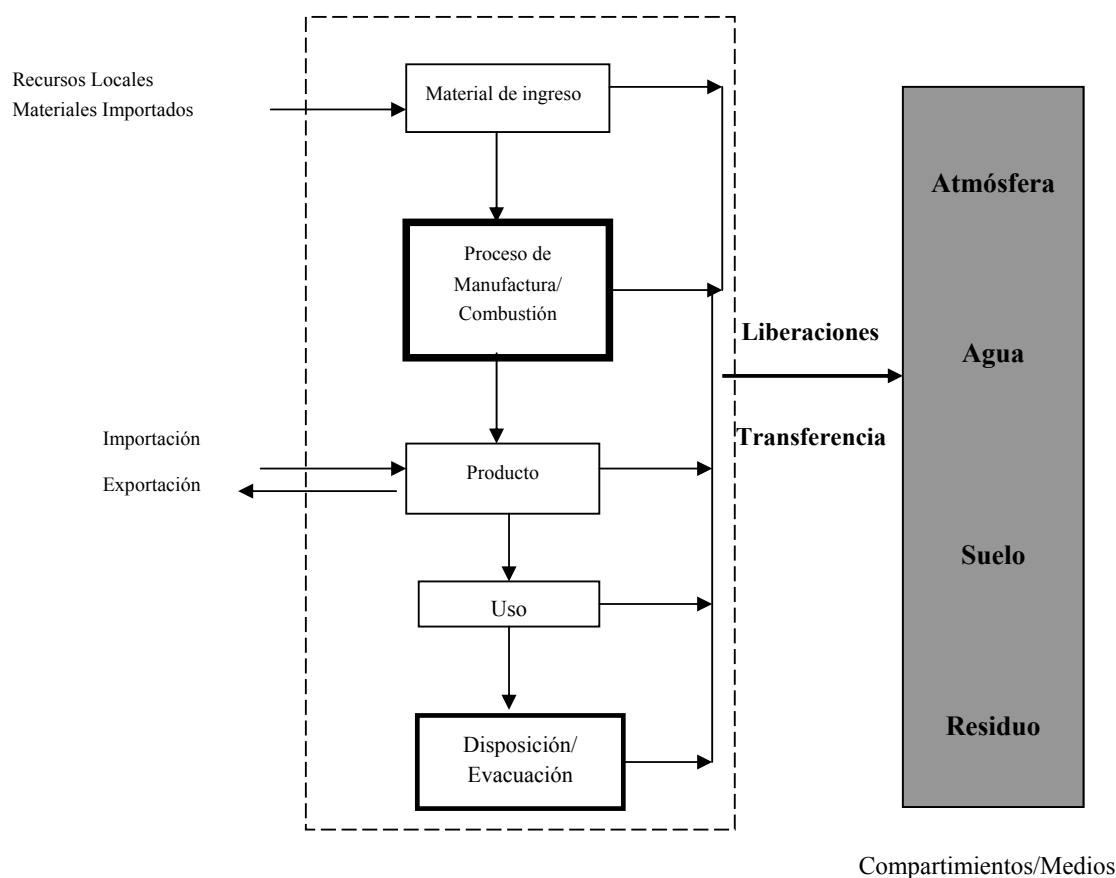 Recursos Locales
Materiales Importados
Material de ingreso
Proceso de
Manufactura/
Combustión
Importación
Exportación
Producto
Uso
Disposición/
Evacuación
Liberaciones
Transferencia
Atmósfera
Agua
Suelo
Residuo
Compartimientos/Medios